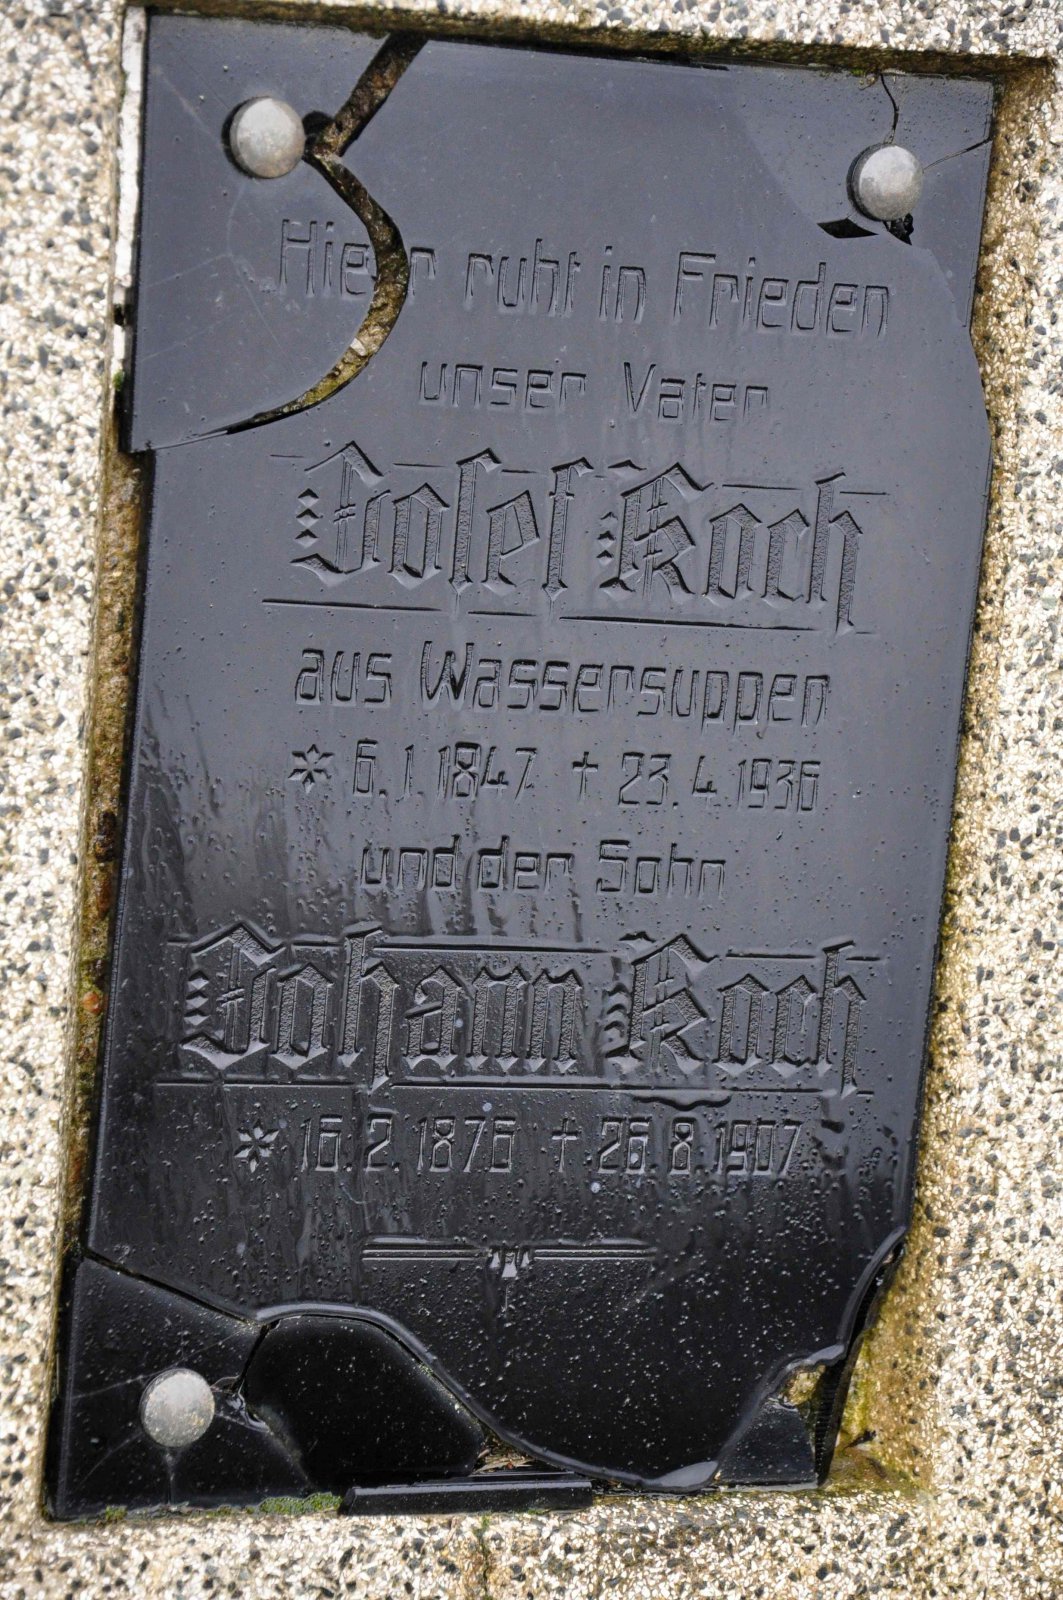 Hier ruht in Frieden
unser Vater
Josef Koch
aus Wassersuppen
* 6.1.1847 † 23.4.1936
und der Sohn
Johann Koch
* 16.2.1876 † 26.8.1907